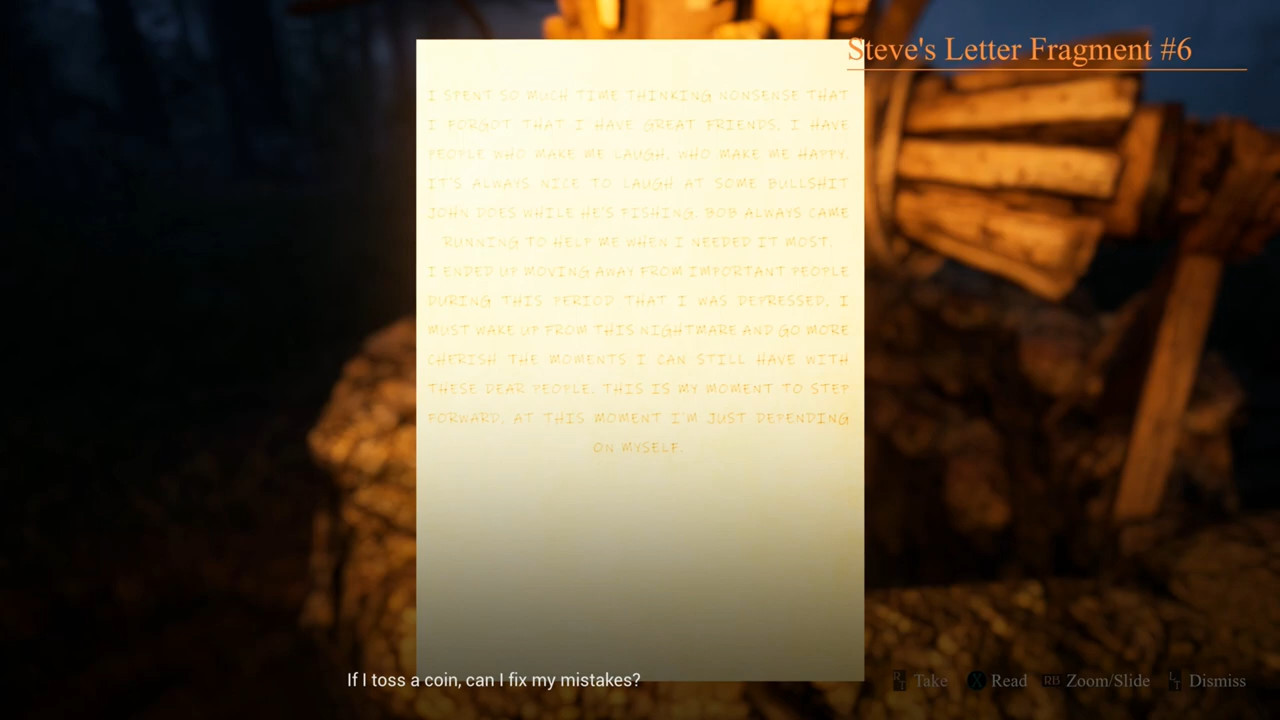 Steve's Letter Fragment #6
I SPENT SO MUCH TIME THINKING NONSENSE THAT
I FORGOT THAT I HAVE GREAT FRIENDS, I HAVE
PEOPLE WHO MAKE ME LAUGH, WHO MAKE ME HAPPY.
IT'S ALWAYS NICE TO LAUGH AT SOME BULLSHIT
JOHN DOES WHILE HE'S FISHING. BOB ALWAYS CAME
RUNNING TO HELP ME WHEN I NEEDED IT MOST.
I ENDED UP MOVING AWAY FROM IMPORTANT PEOPLE
DURING THIS PERIOD THAT I WAS DEPRESSED, I
MUST WAKE UP FROM THIS NIGHTMARE AND GO MORE
CHERISH THE MOMENTS I CAN STILL HAVE WITH
THESE DEAR PEOPLE. THIS IS MY MOMENT TO STEP
FORWARD. AT THIS MOMENT I'M JUST DEPENDING
ON MYSELF.
If I toss a coin, can I fix my mistakes?
RT Take X Read RB Zoom/Slide LT Dismiss